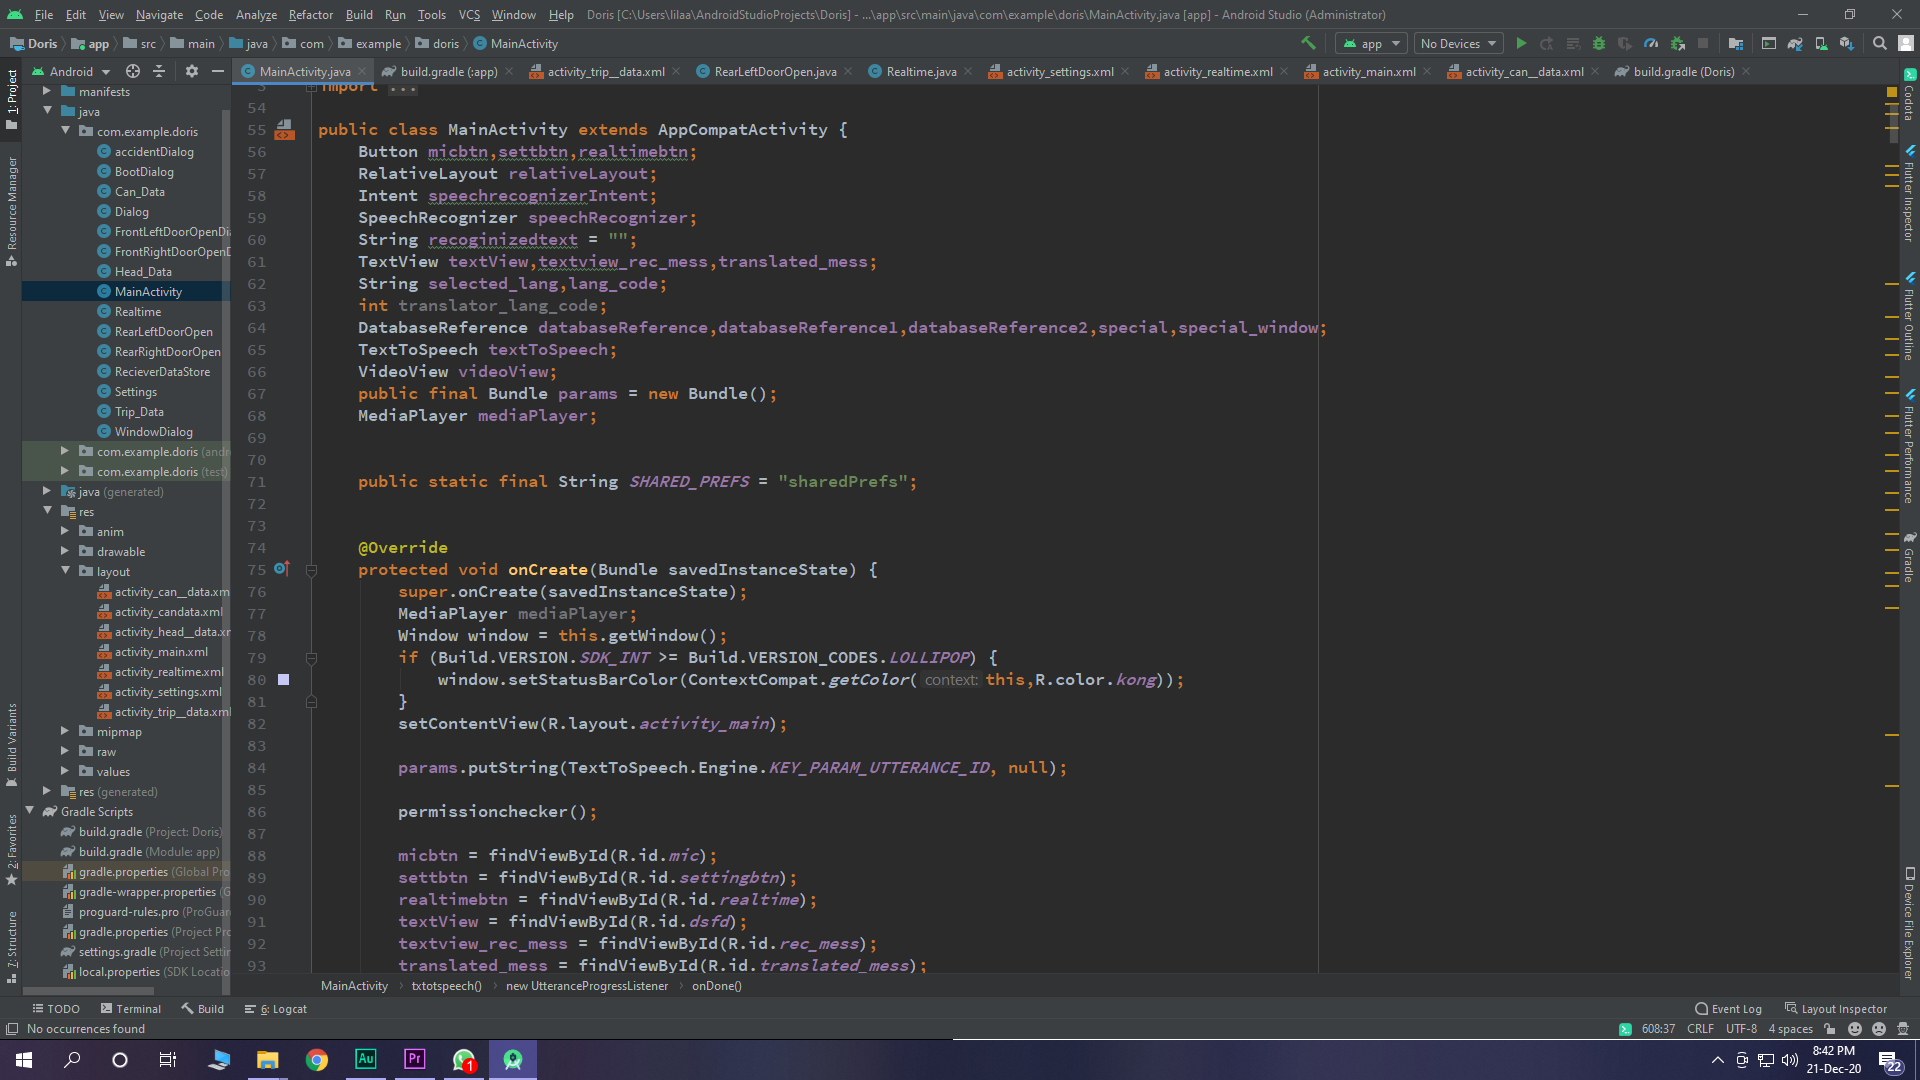 File Edit View Navigate Code Analyze Refactor Build Run Tools VCS Window Help Doris [C:\Users\lilaa\AndroidStudioProjects\Doris] - ...\app\src\main\java\com\example\doris\MainActivity.java [app] - Android Studio (Administrator)
Doris app src main java com example doris MainActivity app No Devices
Android MainActivity.java build.gradle (:app) activity_trip__data.xml RearLeftDoorOpen.java Realtime.java activity_settings.xml activity_realtime.xml activity_main.xml activity_can__data.xml build.gradle (Doris)
1: Project
Resource Manager
Build Variants
2: Favorites
7: Structure
manifests
java
com.example.doris
accidentDialog
BootDialog
Can_Data
Dialog
FrontLeftDoorOpenDi
FrontRightDoorOpenD
Head_Data
MainActivity
Realtime
RearLeftDoorOpen
RearRightDoorOpen
RecieverDataStore
Settings
Trip_Data
WindowDialog
com.example.doris (andr
com.example.doris (test)
java (generated)
res
anim
drawable
layout
activity_can__data.xm
activity_candata.xml
activity_head__data.xr
activity_main.xml
activity_realtime.xml
activity_settings.xml
activity_trip__data.xml
mipmap
raw
values
res (generated)
Gradle Scripts
build.gradle (Project: Doris)
build.gradle (Module: app)
gradle.properties (Global Pro
gradle-wrapper.properties (G
proguard-rules.pro (ProGuar
gradle.properties (Project Pro
settings.gradle (Project Settin
local.properties (SDK Locatio
3 import ...
54
55 public class MainActivity extends AppCompatActivity {
56 Button micbtn,settbtn,realtimebtn;
57 RelativeLayout relativeLayout;
58 Intent speechrecognizerIntent;
59 SpeechRecognizer speechRecognizer;
60 String recoginizedtext = "";
61 TextView textView,textview_rec_mess,translated_mess;
62 String selected_lang,lang_code;
63 int translator_lang_code;
64 DatabaseReference databaseReference,databaseReference1,databaseReference2,special,special_window;
65 TextToSpeech textToSpeech;
66 VideoView videoView;
67 public final Bundle params = new Bundle();
68 MediaPlayer mediaPlayer;
69
70
71 public static final String SHARED_PREFS = "sharedPrefs";
72
73
74 @Override
75 protected void onCreate(Bundle savedInstanceState) {
76 super.onCreate(savedInstanceState);
77 MediaPlayer mediaPlayer;
78 Window window = this.getWindow();
79 if (Build.VERSION.SDK_INT >= Build.VERSION_CODES.LOLLIPOP) {
80 window.setStatusBarColor(ContextCompat.getColor( context: this,R.color.kong));
81 }
82 setContentView(R.layout.activity_main);
83
84 params.putString(TextToSpeech.Engine.KEY_PARAM_UTTERANCE_ID, null);
85
86 permissionchecker();
87
88 micbtn = findViewById(R.id.mic);
89 settbtn = findViewById(R.id.settingbtn);
90 realtimebtn = findViewById(R.id.realtime);
91 textView = findViewById(R.id.dsfd);
92 textview_rec_mess = findViewById(R.id.rec_mess);
93 translated_mess = findViewById(R.id.translated_mess);
Codota
Flutter Inspector
Flutter Outline
Flutter Performance
Gradle
Device File Explorer
MainActivity txtotspeech() new UtteranceProgressListener onDone()
TODO Terminal Build 6: Logcat Event Log Layout Inspector
No occurrences found 608:37 CRLF UTF-8 4 spaces
Au Pr 1 8:42 PM
21-Dec-20 22